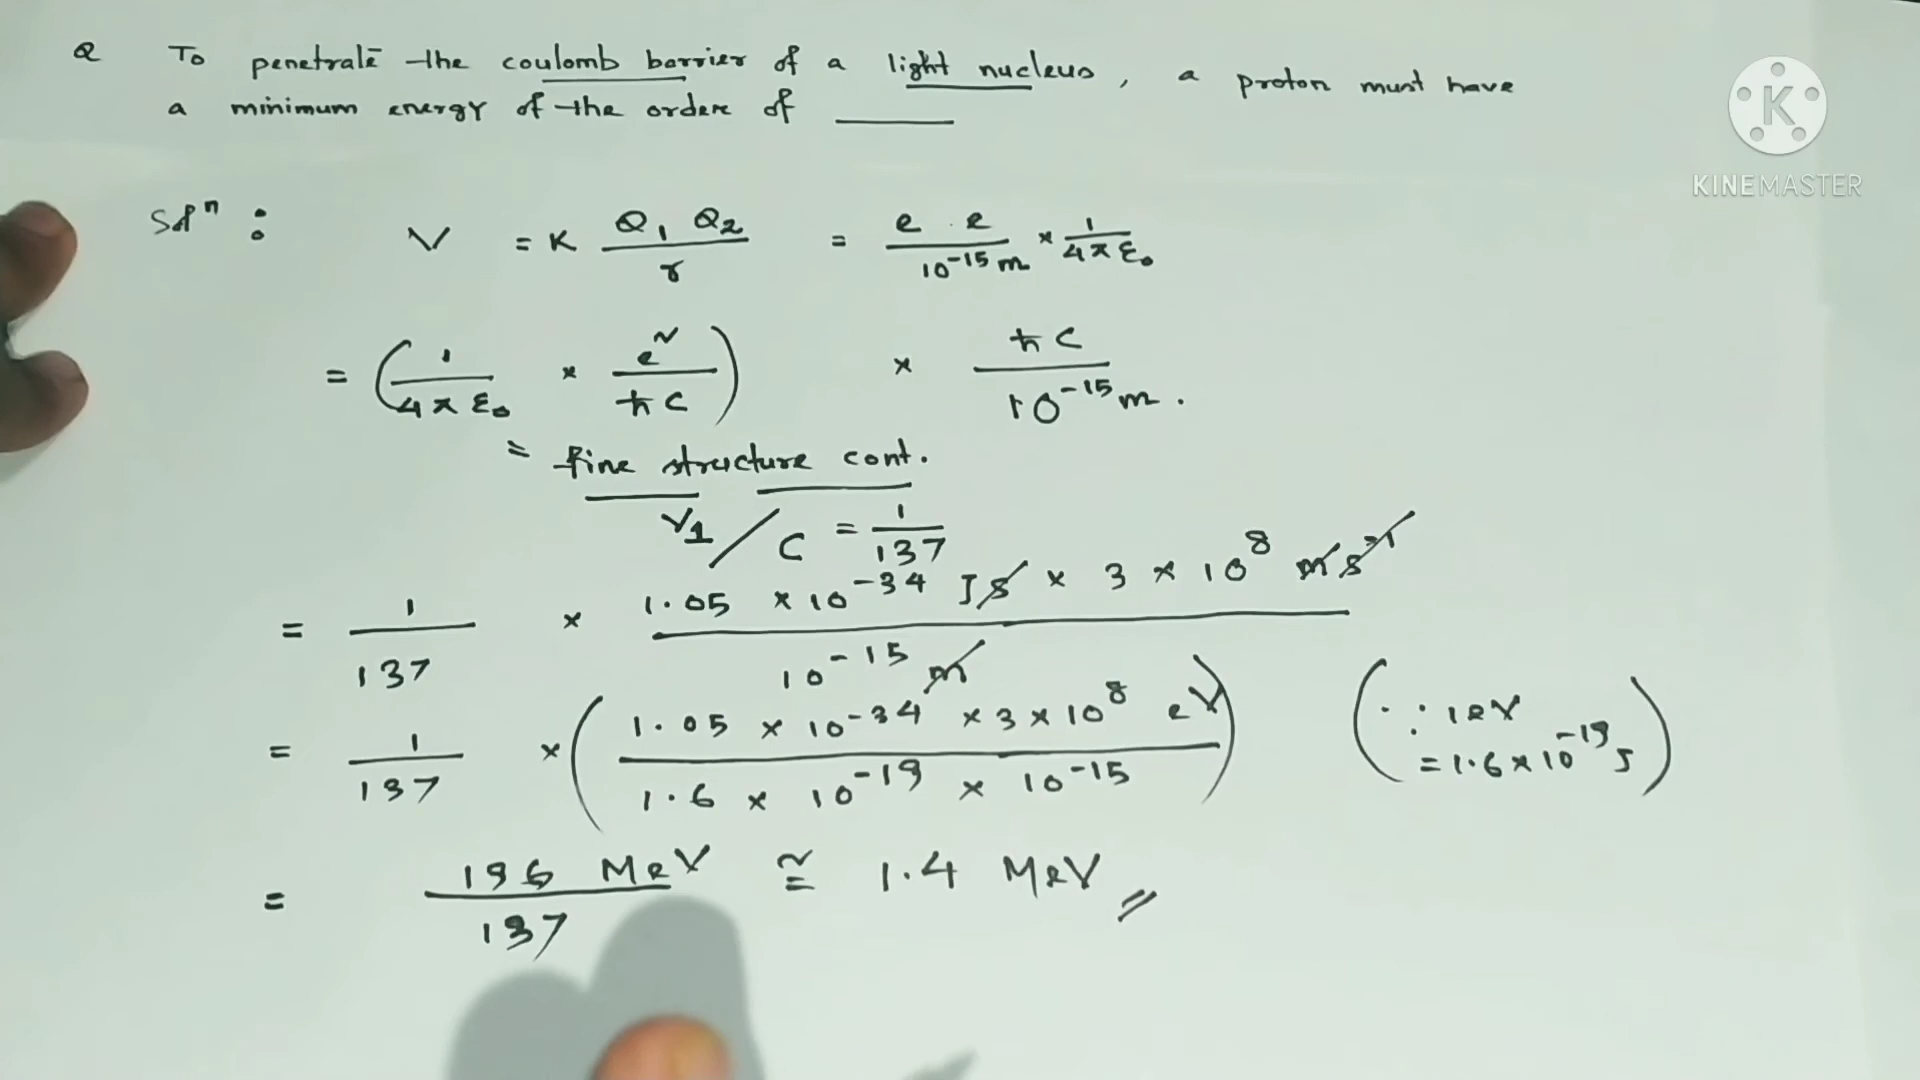 Q To penetrate the coulomb barrier of a light nucleus, a proton must have
a minimum energy of the order of ______
KINEMASTER
Solⁿ : V = K Q₁ Q₂ / r = e . e / 10⁻¹⁵ m × 1 / 4π ε₀
= ( 1 / 4π ε₀ × e² / ħ c ) × ħ c / 10⁻¹⁵ m .
= fine structure cont.
V₁ / C = 1 / 137
= 1 / 137 × 1.05 × 10⁻³⁴ Js × 3 × 10⁸ ms⁻¹ / 10⁻¹⁵ m
= 1 / 137 × ( 1.05 × 10⁻³⁴ × 3 × 10⁸ eV / 1.6 × 10⁻¹⁹ × 10⁻¹⁵ ) ( ∵ 1eV
= 1.6 × 10⁻¹⁹ J )
= 196 MeV / 137 ≅ 1.4 MeV //